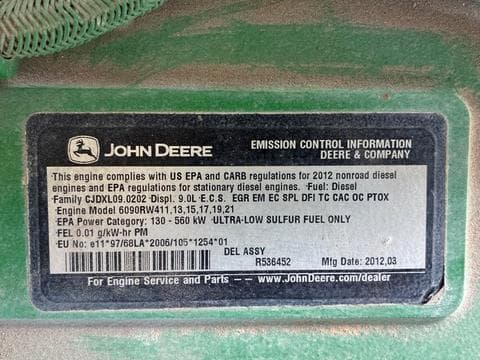 JOHN DEERE
EMISSION CONTROL INFORMATION
DEERE & COMPANY
This engine complies with US EPA and CARB regulations for 2012 nonroad diesel
engines and EPA regulations for stationary diesel engines. ·Fuel: Diesel
Family CJDXL09.0202 ·Displ. 9.0L ·E.C.S. EGR EM EC SPL DFI TC CAC OC PTOX
·Engine Model 6090RW411,13,15,17,19,21
EPA Power Category: 130 - 560 kW ·ULTRA-LOW SULFUR FUEL ONLY
·FEL 0.01 g/kW-hr PM
EU No: e11*97/68LA*2006/105*1254*01
DEL ASSY
R536452 Mfg Date: 2012,03
For Engine Service and Parts - www.JohnDeere.com/dealer